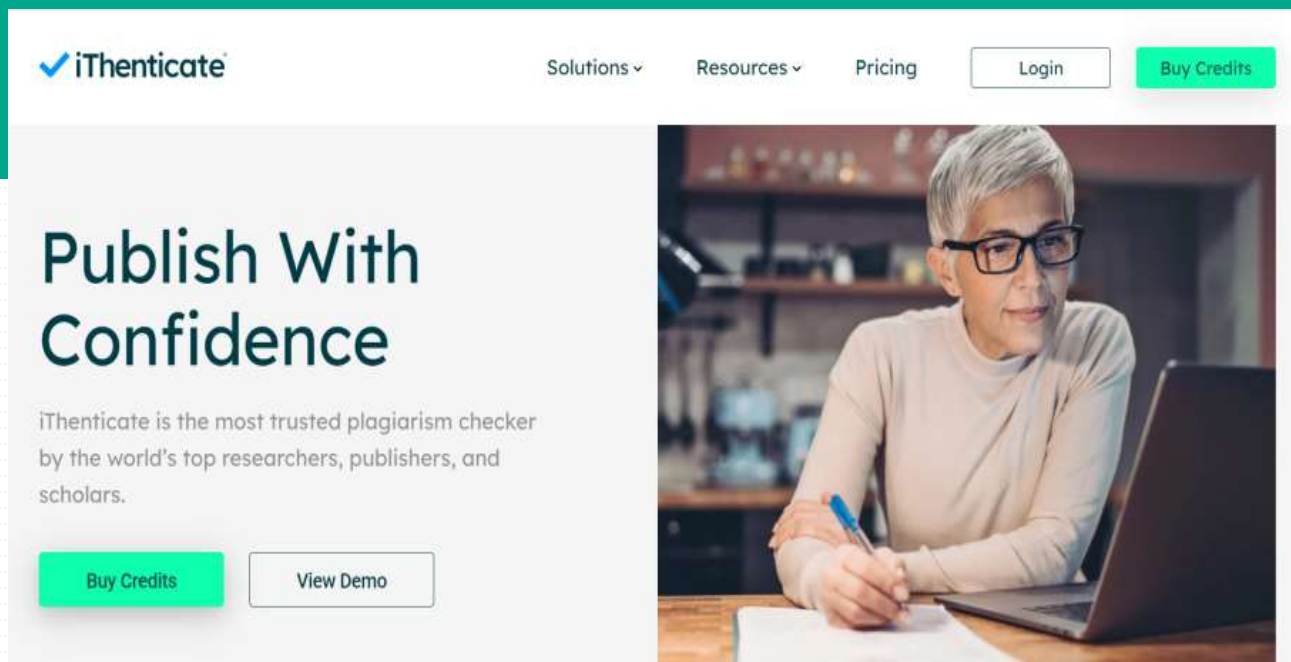 iThenticate
Solutions
Resources
Pricing
Login
Buy Credits
Publish With
Confidence
iThenticate is the most trusted plagiarism checker
by the world's top researchers, publishers, and
scholars.
Buy Credits
View Demo